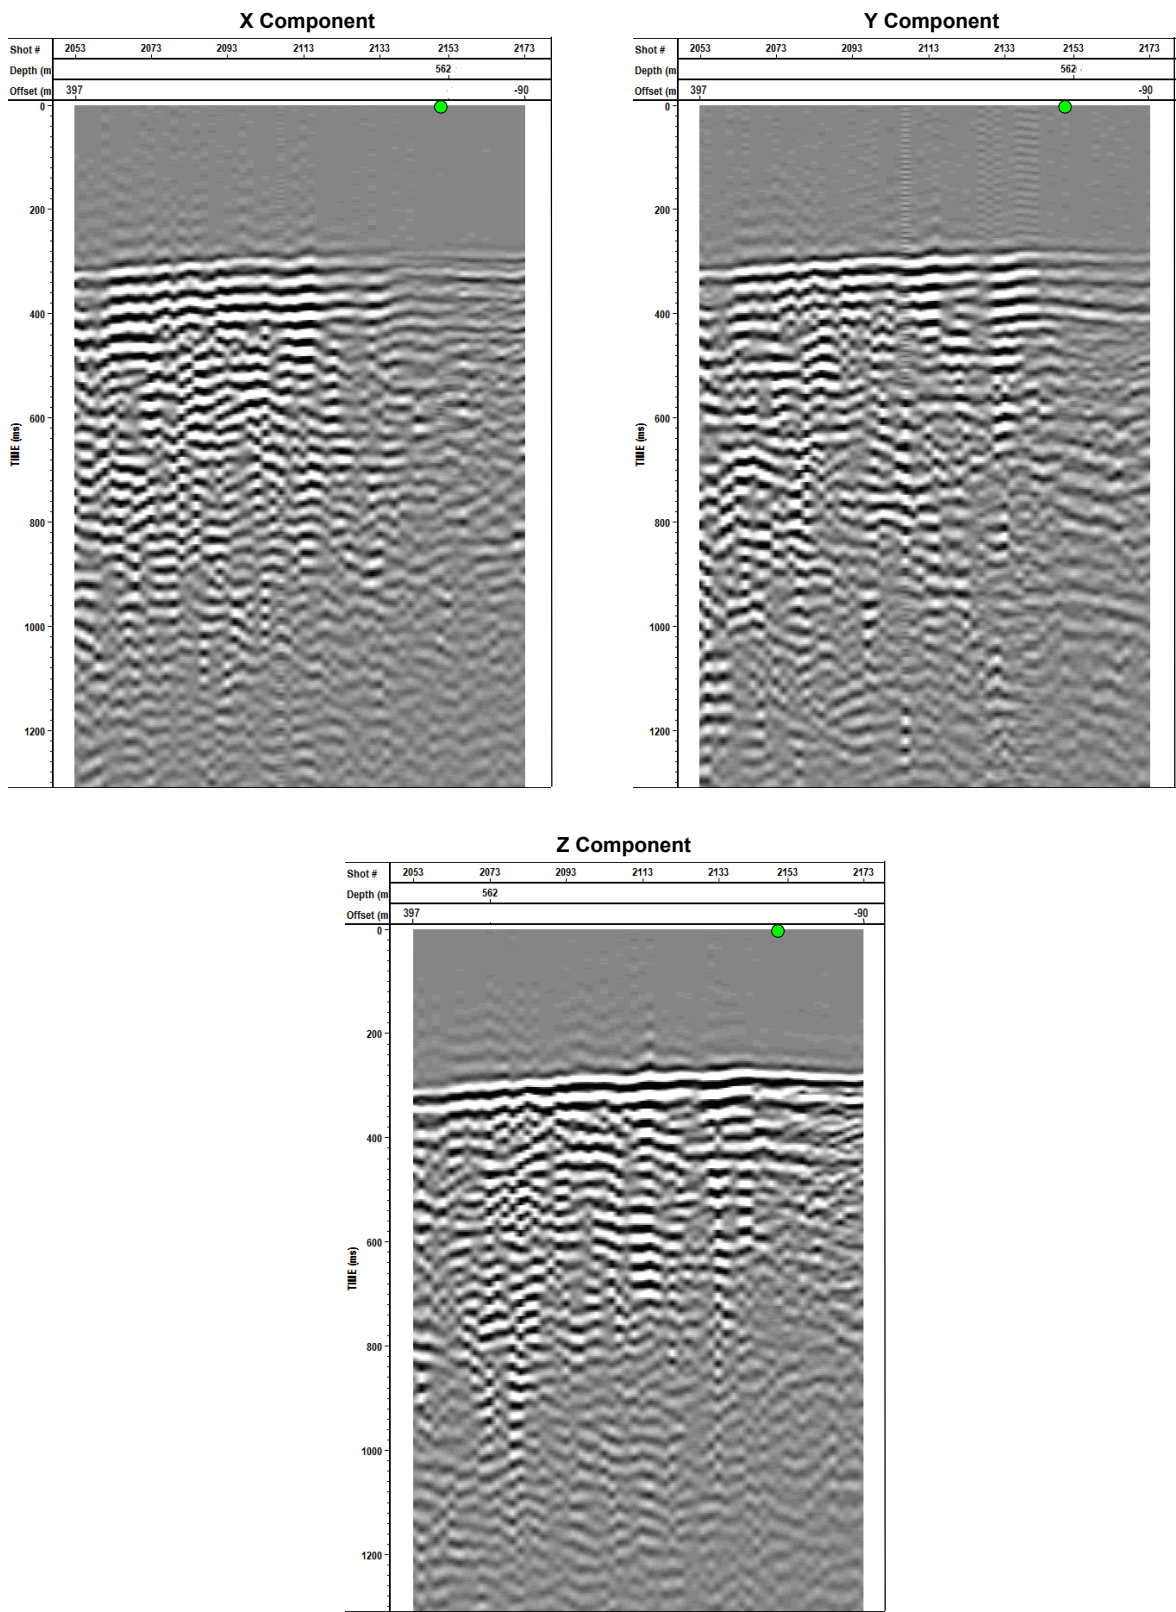 X Component
Shot # 2053 2073 2093 2113 2133 2153 2173
Depth (m 562
Offset (m 397 -90
0
200
400
600
800
1000
1200
TIME (ms)
Y Component
Shot # 2053 2073 2093 2113 2133 2153 2173
Depth (m 562
Offset (m 397 -90
0
200
400
600
800
1000
1200
TIME (ms)
Z Component
Shot # 2053 2073 2093 2113 2133 2153 2173
Depth (m 562
Offset (m 397 -90
0
200
400
600
800
1000
1200
TIME (ms)